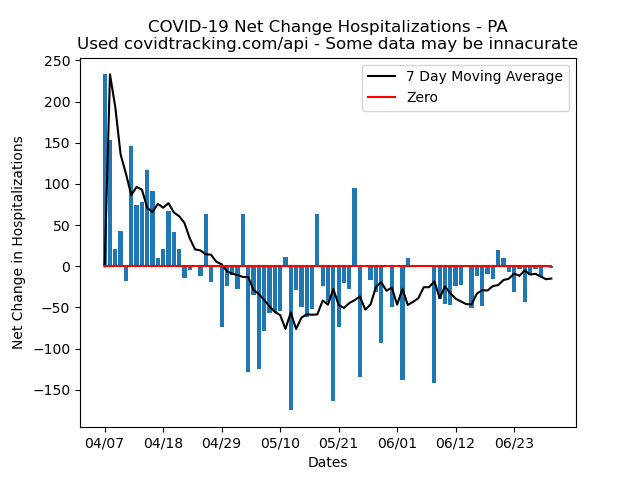 COVID-19 Net Change Hospitalizations - PA
Used covidtracking.com/api - Some data may be innacurate
7 Day Moving Average
Zero
Net Change in Hospitalizations
250
200
150
100
50
0
−50
−100
−150
04/07 04/18 04/29 05/10 05/21 06/01 06/12 06/23
Dates